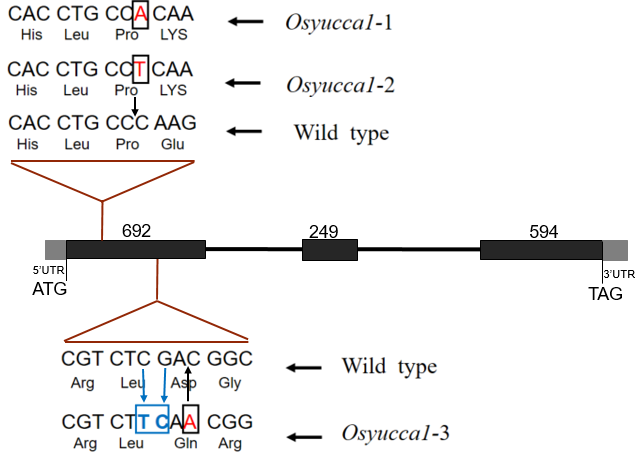 CAC CTG CCA CAA
His Leu Pro LYS
Osyucca1-1
CAC CTG CCT CAA
His Leu Pro LYS
Osyucca1-2
CAC CTG CCC AAG
His Leu Pro Glu
Wild type
692 249 594
5'UTR 3'UTR
ATG TAG
CGT CTC GAC GGC
Arg Leu Asp Gly
Wild type
CGT CTT CAA CGG
Arg Leu Gln Arg
Osyucca1-3